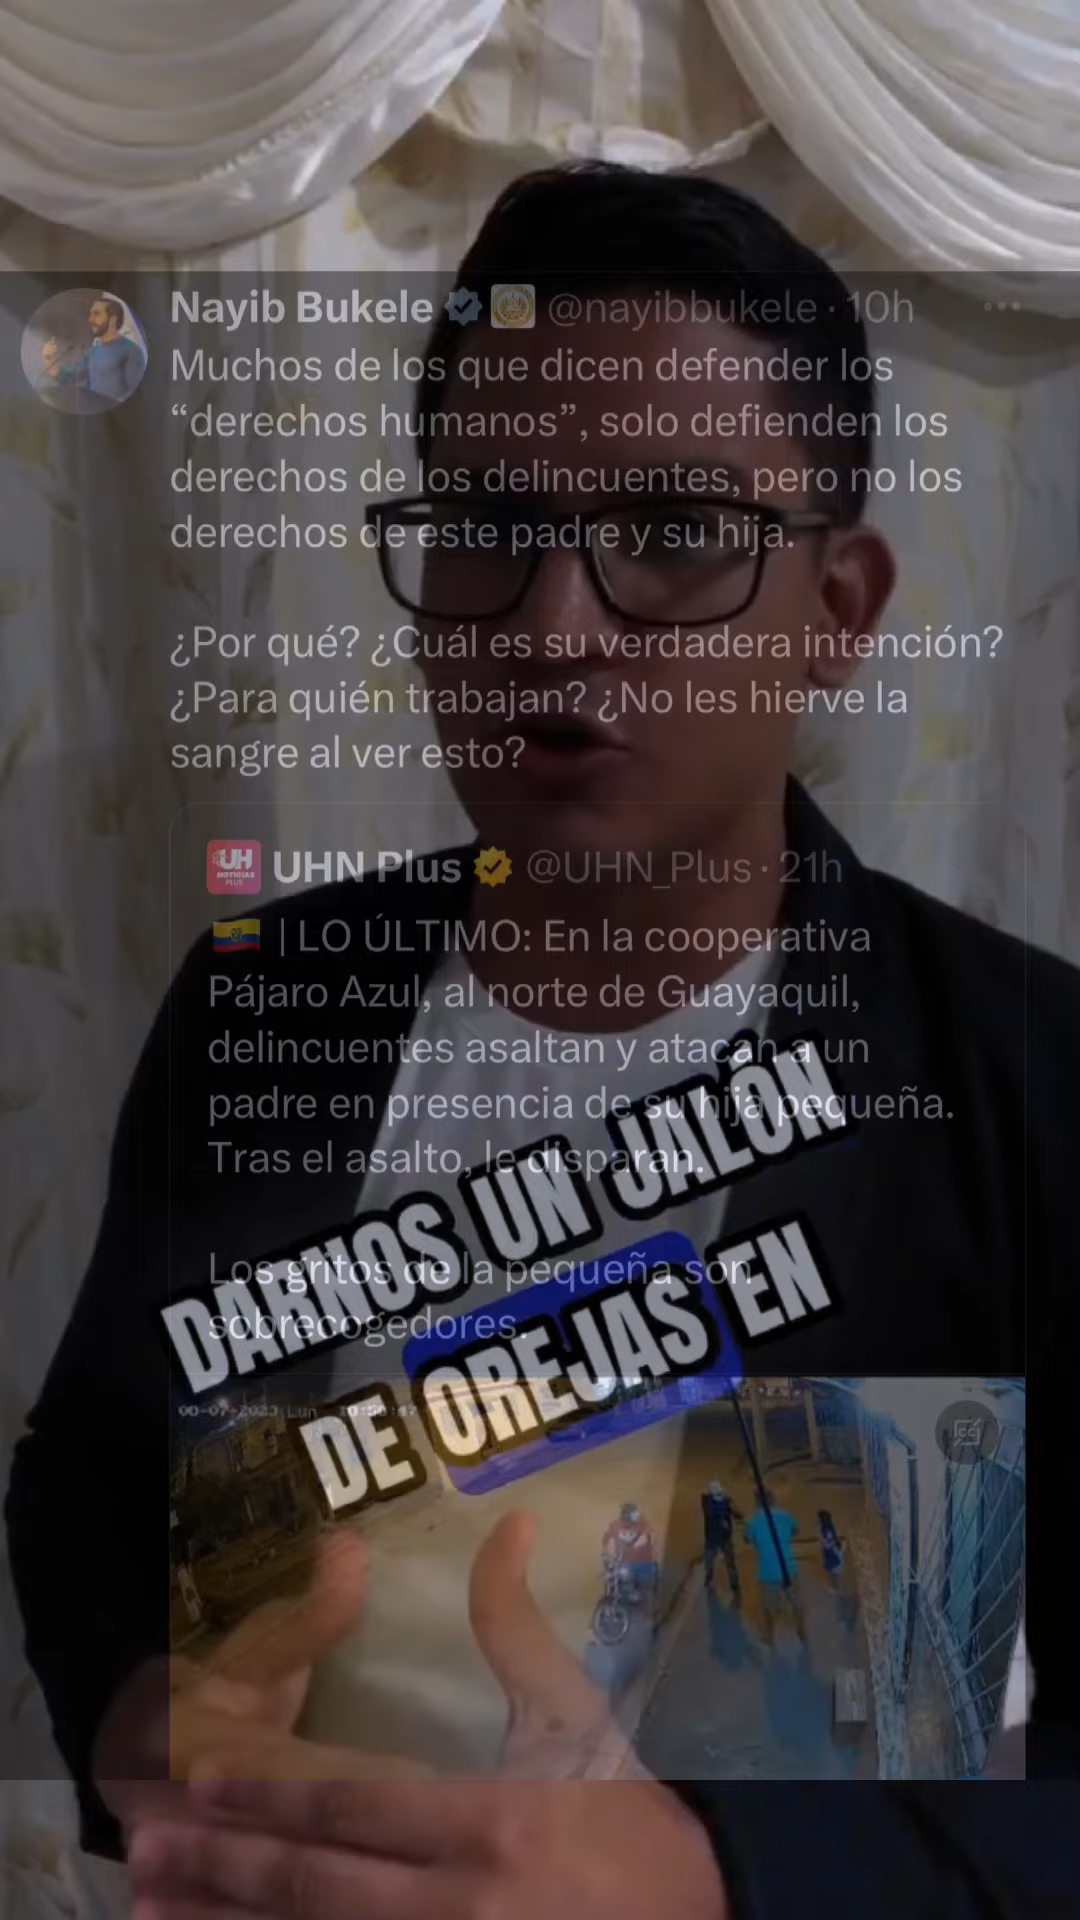 Nayib Bukele @nayibbukele · 10h
Muchos de los que dicen defender los
“derechos humanos”, solo defienden los
derechos de los delincuentes, pero no los
derechos de este padre y su hija.
¿Por qué? ¿Cuál es su verdadera intención?
¿Para quién trabajan? ¿No les hierve la
sangre al ver esto?
UH
NOTICIAS
PLUS
UHN Plus @UHN_Plus · 21h
| LO ÚLTIMO: En la cooperativa
Pájaro Azul, al norte de Guayaquil,
delincuentes asaltan y atacan a un
padre en presencia de su hija pequeña.
Tras el asalto, le disparan.
Los gritos de la pequeña son
sobrecogedores.
DARNOS UN JALÓN
DE OREJAS EN